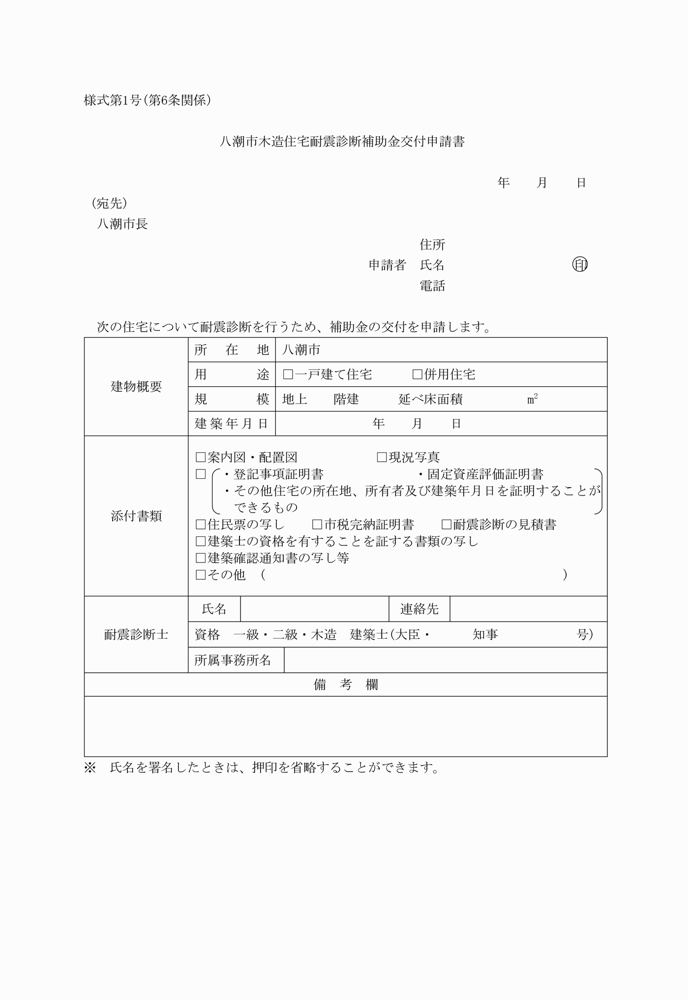 様式第1号(第6条関係)
八潮市木造住宅耐震診断補助金交付申請書
年　　月　　日
(宛先)
八潮市長
住所
申請者　氏名　　　　　　　　　　㊞
電話
次の住宅について耐震診断を行うため、補助金の交付を申請します。
建物概要
所　在　地　八潮市
用　　　途　□一戸建て住宅　　　□併用住宅
規　　　模　地上　　階建　　　延べ床面積　　　　　m²
建築年月日　　　　　　　　年　　月　　日
添付書類
□案内図・配置図　　　　　　□現況写真
□（・登記事項証明書　　　　　　　・固定資産評価証明書
・その他住宅の所在地、所有者及び建築年月日を証明することが
できるもの）
□住民票の写し　　□市税完納証明書　　□耐震診断の見積書
□建築士の資格を有することを証する書類の写し
□建築確認通知書の写し等
□その他　(　　　　　　　　　　　　　　　　　　　　　　　)
耐震診断士
氏名　　　　　　　　　　　　連絡先
資格　一級・二級・木造　建築士(大臣・　　　知事　　　　　　号)
所属事務所名
備　考　欄
※　氏名を署名したときは、押印を省略することができます。